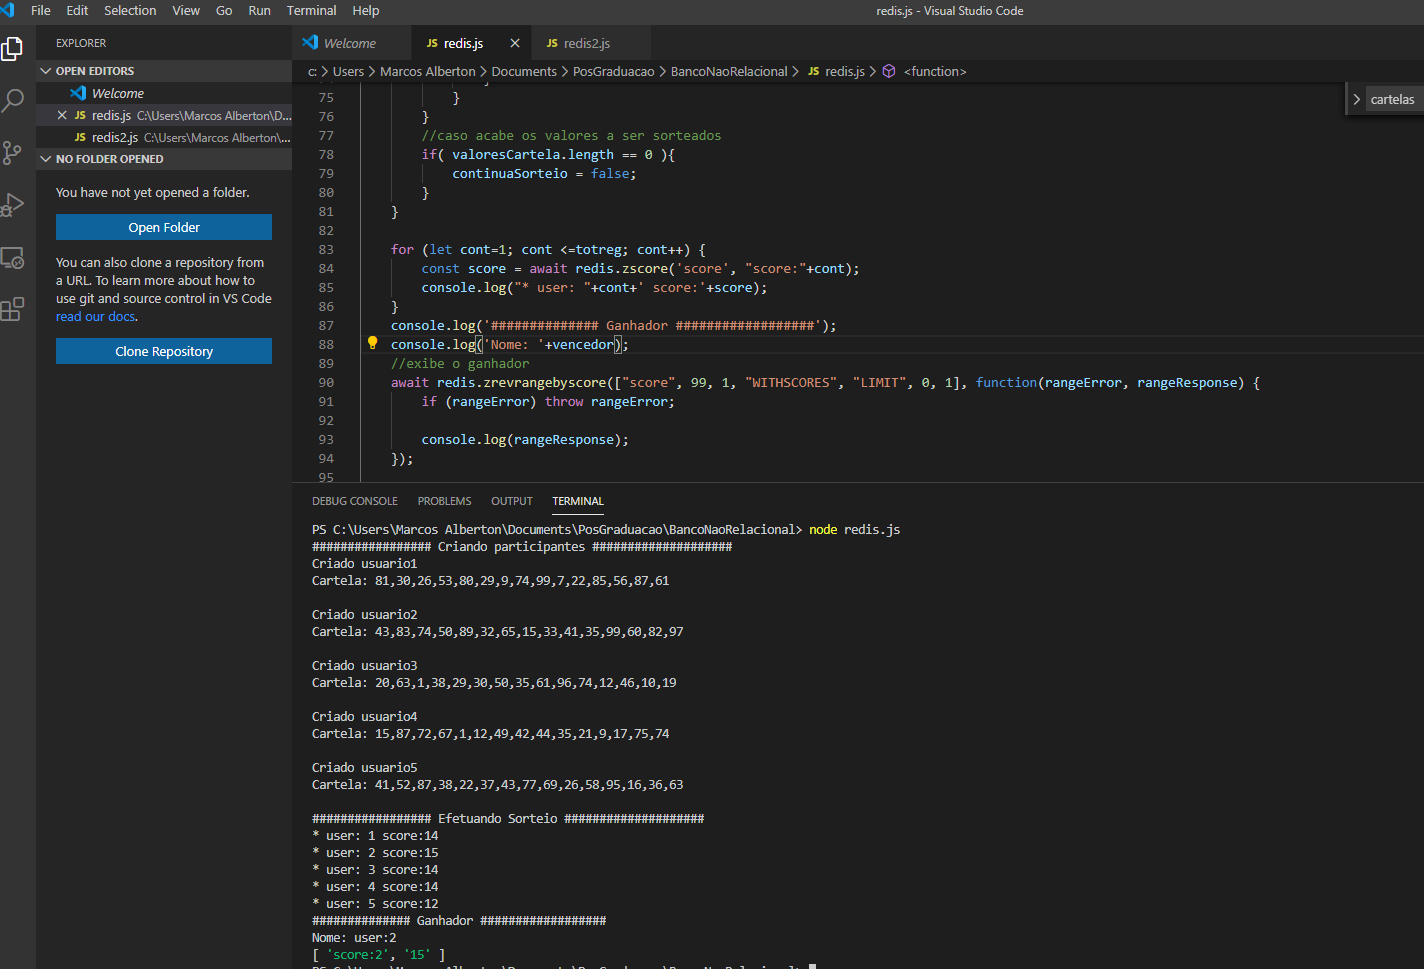 File Edit Selection View Go Run Terminal Help
redis.js - Visual Studio Code
EXPLORER
OPEN EDITORS
Welcome
JS redis.js C:\Users\Marcos Alberton\D...
JS redis2.js C:\Users\Marcos Alberton\...
NO FOLDER OPENED
You have not yet opened a folder.
Open Folder
You can also clone a repository from
a URL. To learn more about how to
use git and source control in VS Code
read our docs.
Clone Repository
Welcome
JS redis.js
JS redis2.js
c: > Users > Marcos Alberton > Documents > PosGraduacao > BancoNaoRelacional > JS redis.js > <function>
cartelas
75 }
76 }
77 //caso acabe os valores a ser sorteados
78 if( valoresCartela.length == 0 ){
79 continuaSorteio = false;
80 }
81 }
82
83 for (let cont=1; cont <=totreg; cont++) {
84 const score = await redis.zscore('score', "score:"+cont);
85 console.log("* user: "+cont+' score:'+score);
86 }
87 console.log('############## Ganhador ##################');
88 console.log('Nome: '+vencedor);
89 //exibe o ganhador
90 await redis.zrevrangebyscore(["score", 99, 1, "WITHSCORES", "LIMIT", 0, 1], function(rangeError, rangeResponse) {
91 if (rangeError) throw rangeError;
92
93 console.log(rangeResponse);
94 });
95
DEBUG CONSOLE PROBLEMS OUTPUT TERMINAL
PS C:\Users\Marcos Alberton\Documents\PosGraduacao\BancoNaoRelacional> node redis.js
################# Criando participantes ####################
Criado usuario1
Cartela: 81,30,26,53,80,29,9,74,99,7,22,85,56,87,61
Criado usuario2
Cartela: 43,83,74,50,89,32,65,15,33,41,35,99,60,82,97
Criado usuario3
Cartela: 20,63,1,38,29,30,50,35,61,96,74,12,46,10,19
Criado usuario4
Cartela: 15,87,72,67,1,12,49,42,44,35,21,9,17,75,74
Criado usuario5
Cartela: 41,52,87,38,22,37,43,77,69,26,58,95,16,36,63
################# Efetuando Sorteio ####################
* user: 1 score:14
* user: 2 score:15
* user: 3 score:14
* user: 4 score:14
* user: 5 score:12
############## Ganhador ##################
Nome: user:2
[ 'score:2', '15' ]